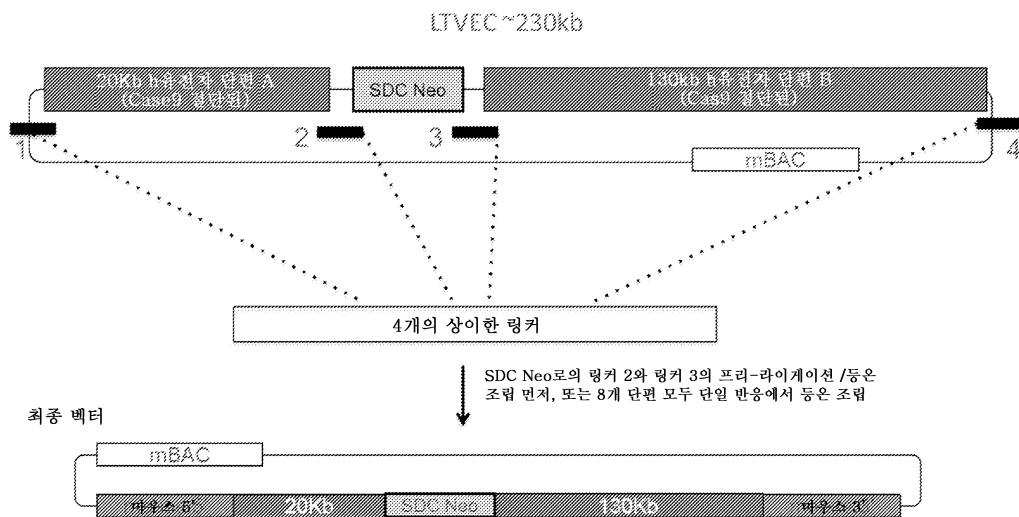 LTVEC ~230kb
20Kb h유전자 단편 A
(Case9 절단된)
SDC Neo
130kb h유전자 단편 B
(Cas9 절단된)
1
2
3
4
mBAC
4개의 상이한 링커
SDC Neo로의 링커 2와 링커 3의 프리-라이게이션 /등온
조립 먼저, 또는 8개 단편 모두 단일 반응에서 등온 조립
최종 벡터
mBAC
마우스 5'
20Kb
SDC Neo
130kb
마우스 3'